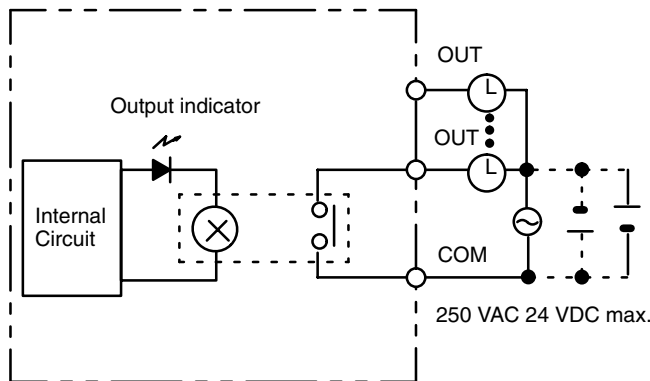 OUT
L
Output indicator
OUT
L
Internal
Circuit
COM
250 VAC 24 VDC max.